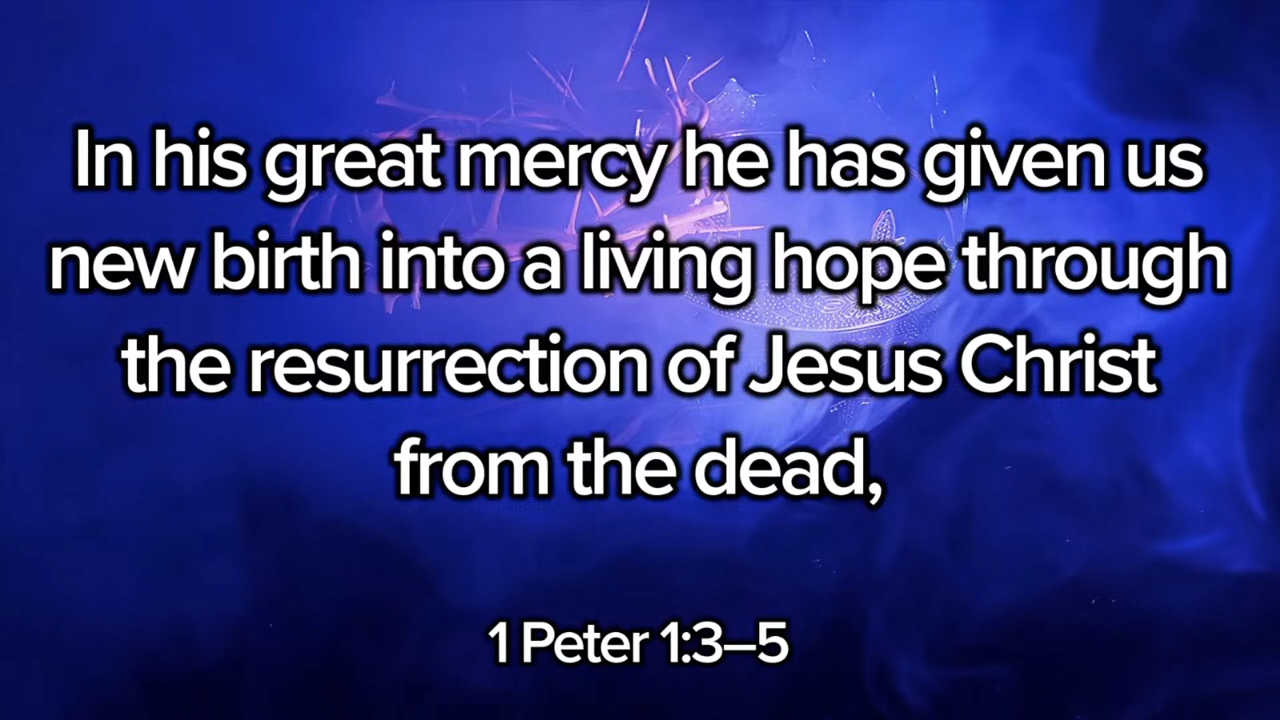 In his great mercy he has given us
new birth into a living hope through
the resurrection of Jesus Christ
from the dead,
1 Peter 1:3–5